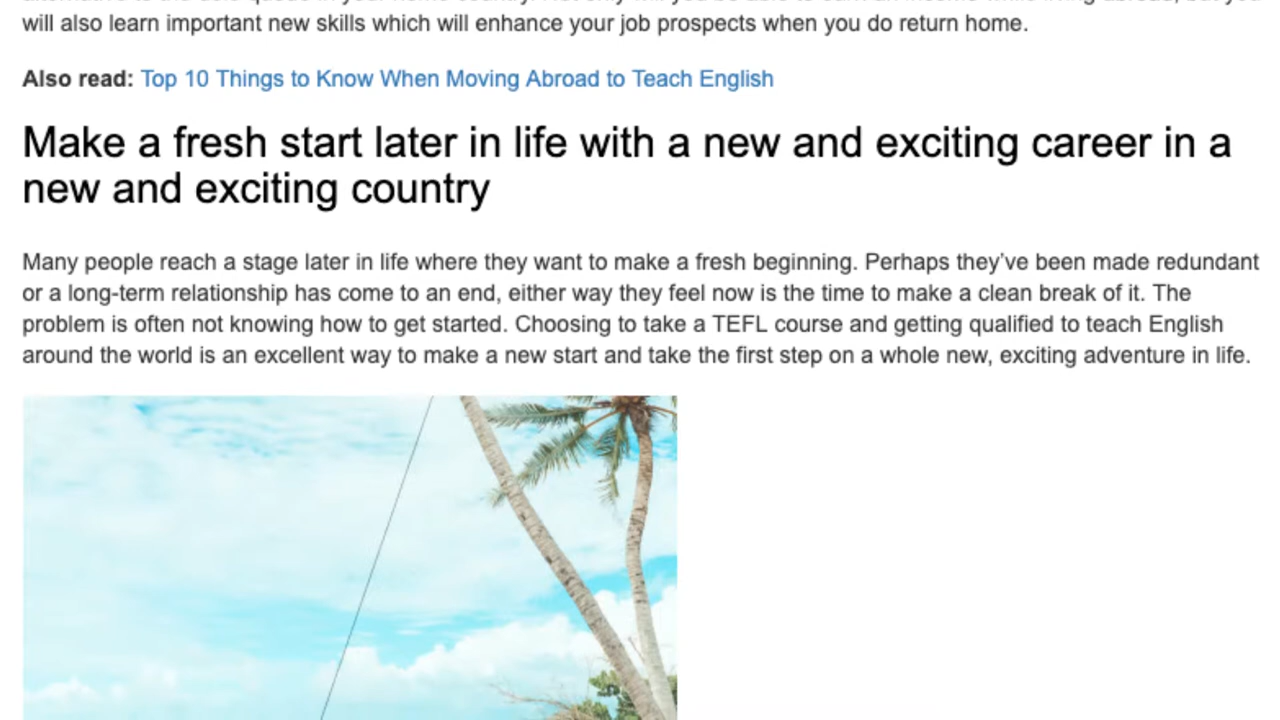 will also learn important new skills which will enhance your job prospects when you do return home.
Also read: Top 10 Things to Know When Moving Abroad to Teach English
Make a fresh start later in life with a new and exciting career in a
new and exciting country
Many people reach a stage later in life where they want to make a fresh beginning. Perhaps they've been made redundant
or a long-term relationship has come to an end, either way they feel now is the time to make a clean break of it. The
problem is often not knowing how to get started. Choosing to take a TEFL course and getting qualified to teach English
around the world is an excellent way to make a new start and take the first step on a whole new, exciting adventure in life.